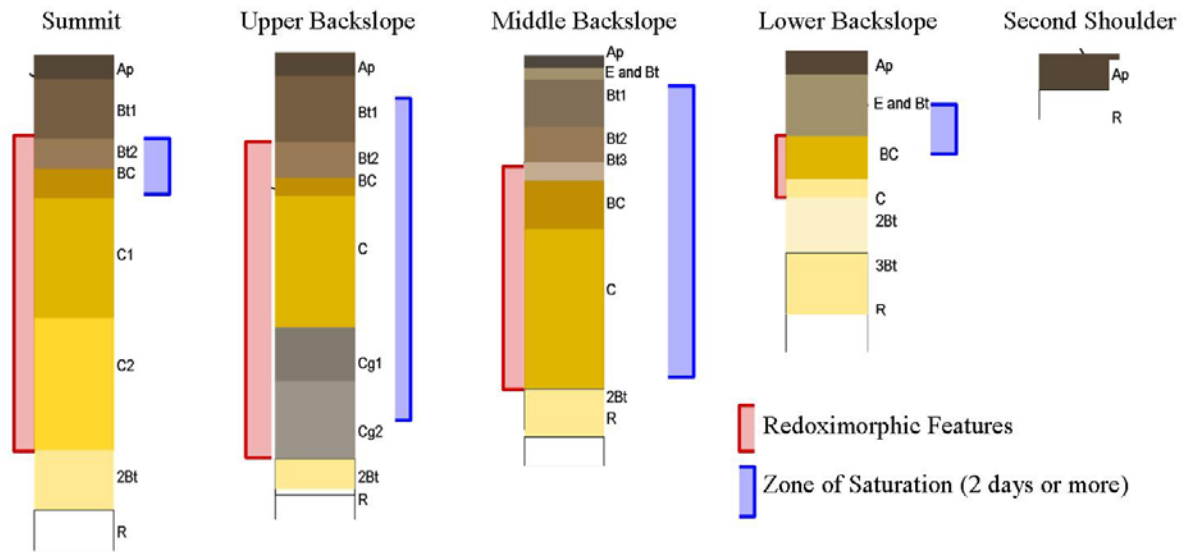 Summit
Upper Backslope
Middle Backslope
Lower Backslope
Second Shoulder
Ap
Bt1
Bt2
BC
C1
C2
2Bt
R
Ap
Bt1
Bt2
BC
C
Cg1
Cg2
2Bt
R
Ap
E and Bt
Bt1
Bt2
Bt3
BC
C
2Bt
R
Ap
E and Bt
BC
C
2Bt
3Bt
R
Ap
R
Redoximorphic Features
Zone of Saturation (2 days or more)